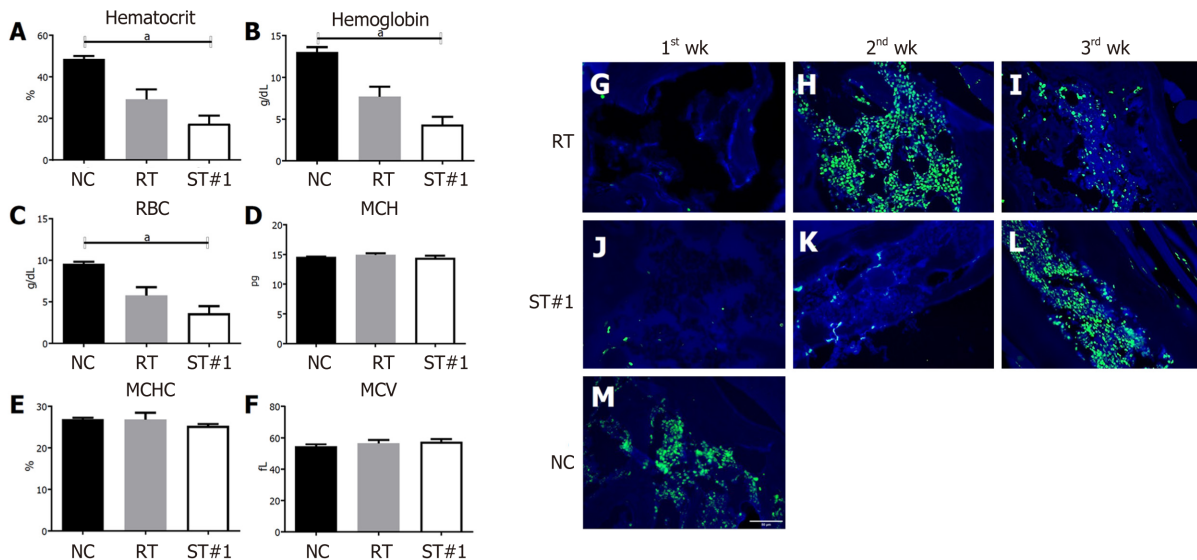 A
Hematocrit
a
60
40
20
0
%
NC
RT
ST#1
B
Hemoglobin
a
15
10
5
0
g/dL
NC
RT
ST#1
C
RBC
a
15
10
5
0
g/dL
NC
RT
ST#1
D
MCH
20
15
10
5
0
pg
NC
RT
ST#1
E
MCHC
30
20
10
0
%
NC
RT
ST#1
F
MCV
80
60
40
20
0
fL
NC
RT
ST#1
1st wk
2nd wk
3rd wk
RT
G
H
I
ST#1
J
K
L
NC
M